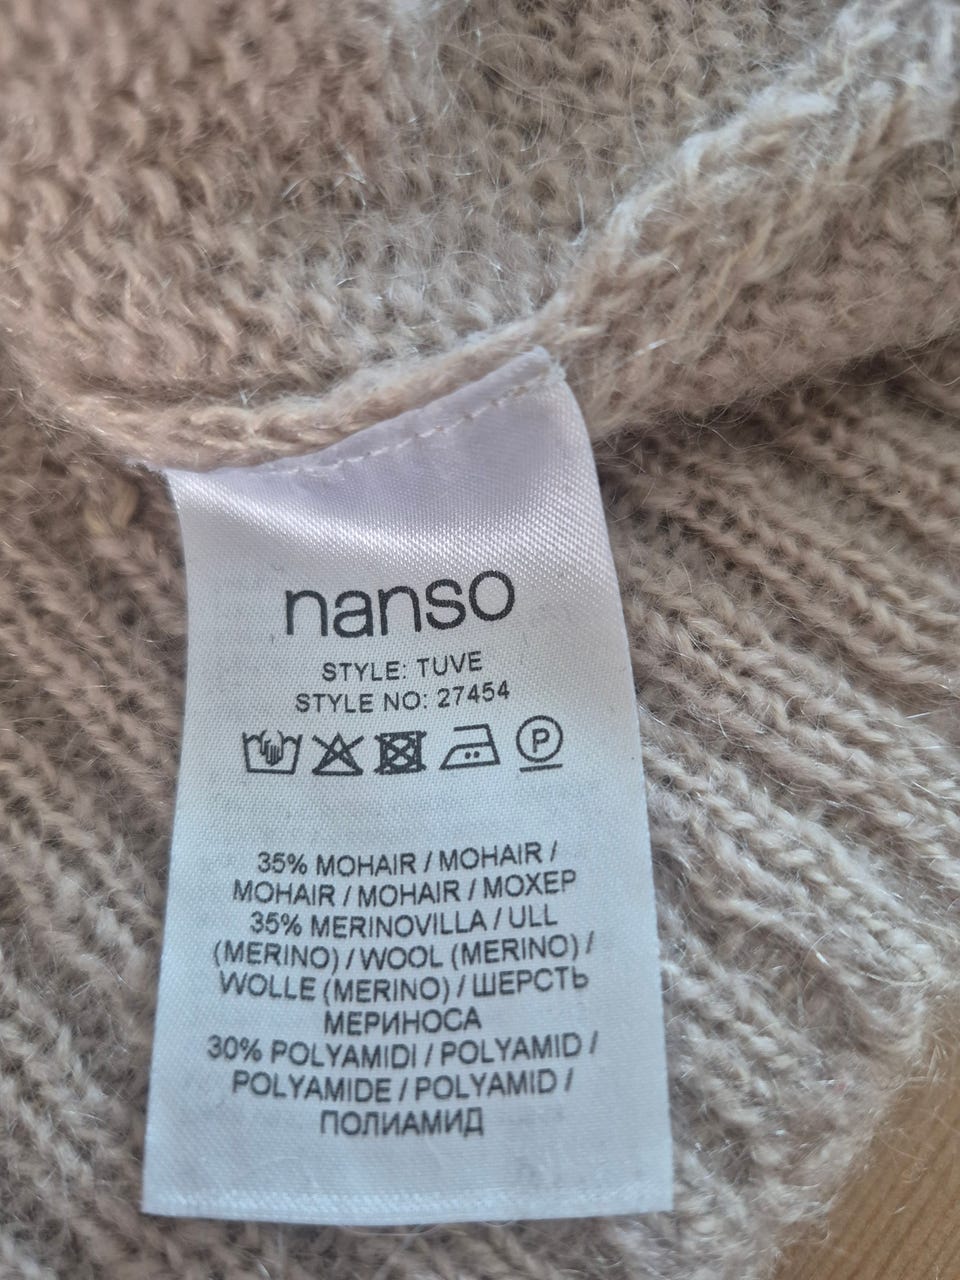 nanso
STYLE: TUVE
STYLE NO: 27454
P
35% MOHAIR / MOHAIR /
MOHAIR / MOHAIR / МОХЕР
35% MERINOVILLA / ULL
(MERINO) / WOOL (MERINO) /
WOLLE (MERINO) / ШЕРСТЬ
МЕРИНОСА
30% POLYAMIDI / POLYAMID /
POLYAMIDE / POLYAMID /
ПОЛИАМИД